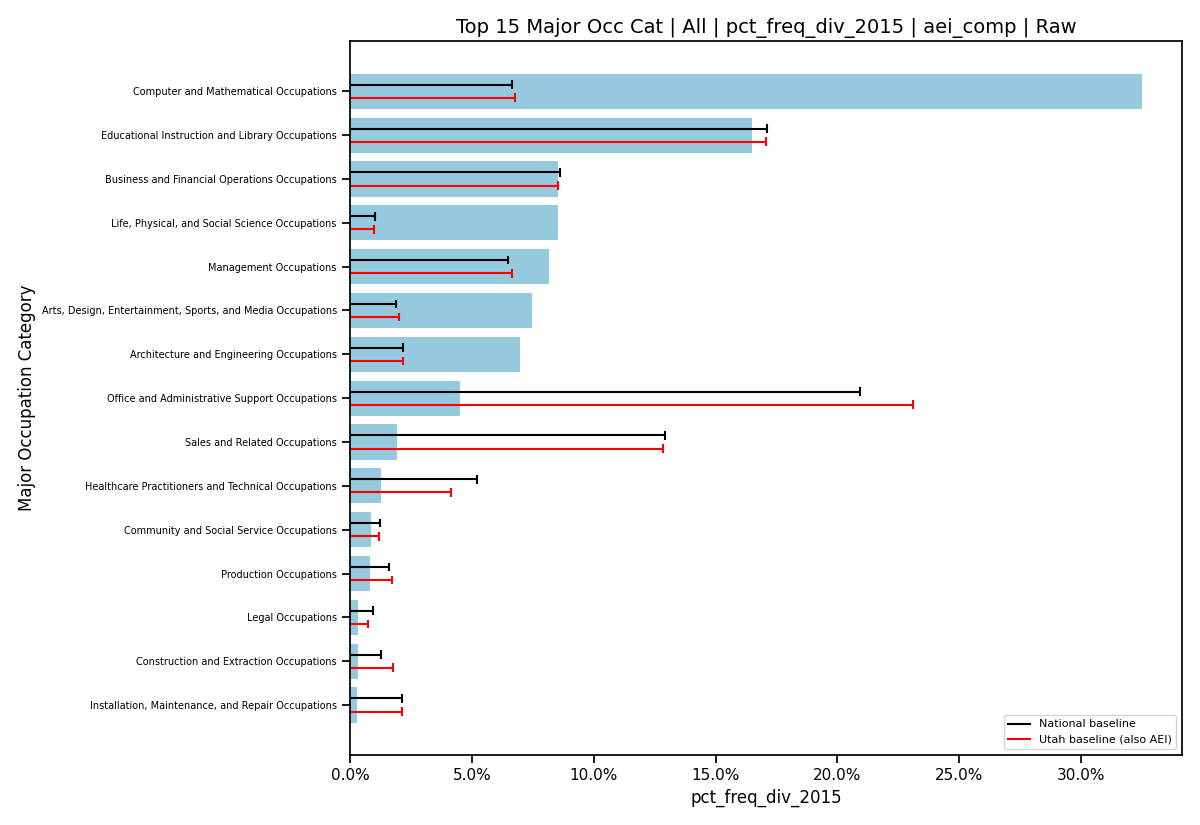 Top 15 Major Occ Cat | All | pct_freq_div_2015 | aei_comp | Raw
Major Occupation Category
Computer and Mathematical Occupations
Educational Instruction and Library Occupations
Business and Financial Operations Occupations
Life, Physical, and Social Science Occupations
Management Occupations
Arts, Design, Entertainment, Sports, and Media Occupations
Architecture and Engineering Occupations
Office and Administrative Support Occupations
Sales and Related Occupations
Healthcare Practitioners and Technical Occupations
Community and Social Service Occupations
Production Occupations
Legal Occupations
Construction and Extraction Occupations
Installation, Maintenance, and Repair Occupations
National baseline
Utah baseline (also AEI)
0.0% 5.0% 10.0% 15.0% 20.0% 25.0% 30.0%
pct_freq_div_2015